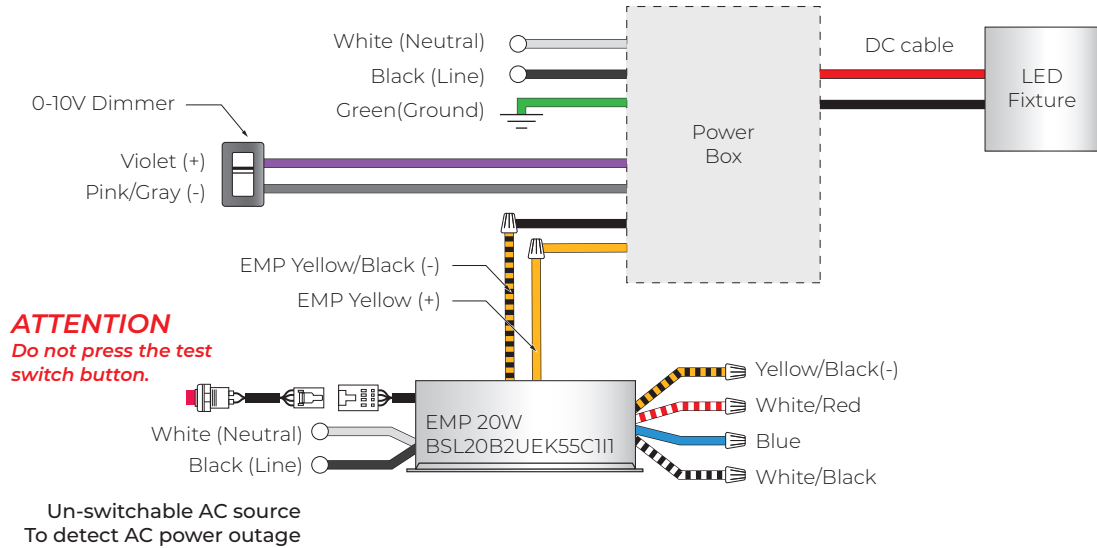 White (Neutral)
Black (Line)
Green(Ground)
0-10V Dimmer
Violet (+)
Pink/Gray (-)
Power
Box
DC cable
LED
Fixture
EMP Yellow/Black (-)
EMP Yellow (+)
ATTENTION
Do not press the test
switch button.
White (Neutral)
Black (Line)
EMP 20W
BSL20B2UEK55C1I1
Yellow/Black(-)
White/Red
Blue
White/Black
Un-switchable AC source
To detect AC power outage